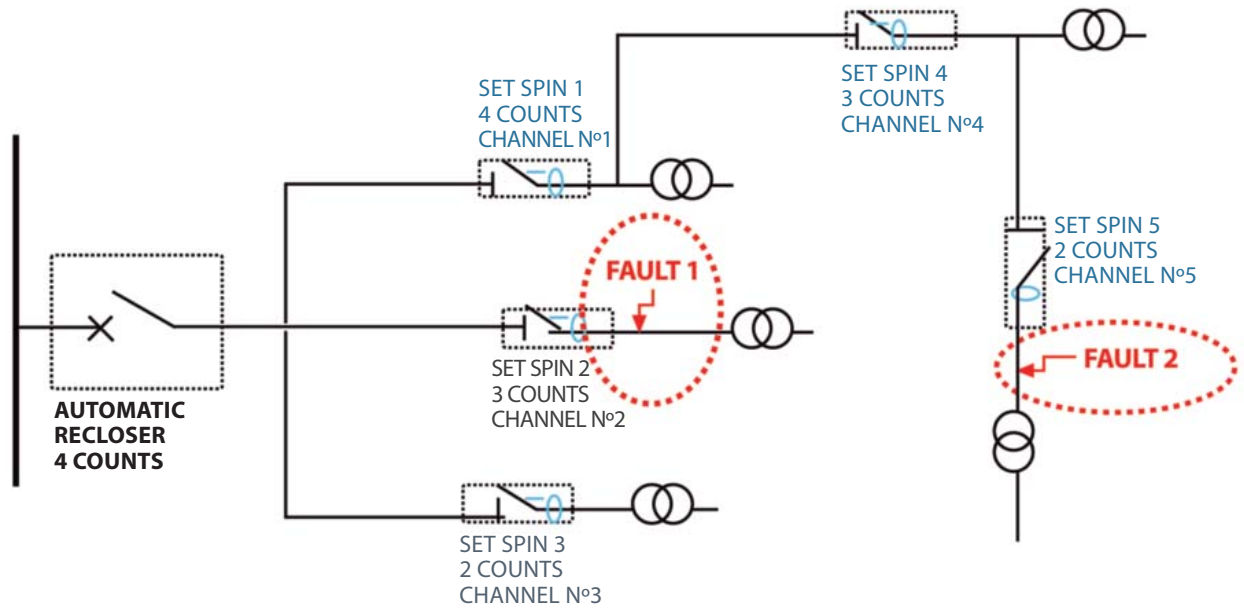 SET SPIN 4
3 COUNTS
CHANNEL Nº4
SET SPIN 1
4 COUNTS
CHANNEL Nº1
SET SPIN 5
2 COUNTS
CHANNEL Nº5
FAULT 1
SET SPIN 2
3 COUNTS
CHANNEL Nº2
FAULT 2
AUTOMATIC
RECLOSER
4 COUNTS
SET SPIN 3
2 COUNTS
CHANNEL Nº3